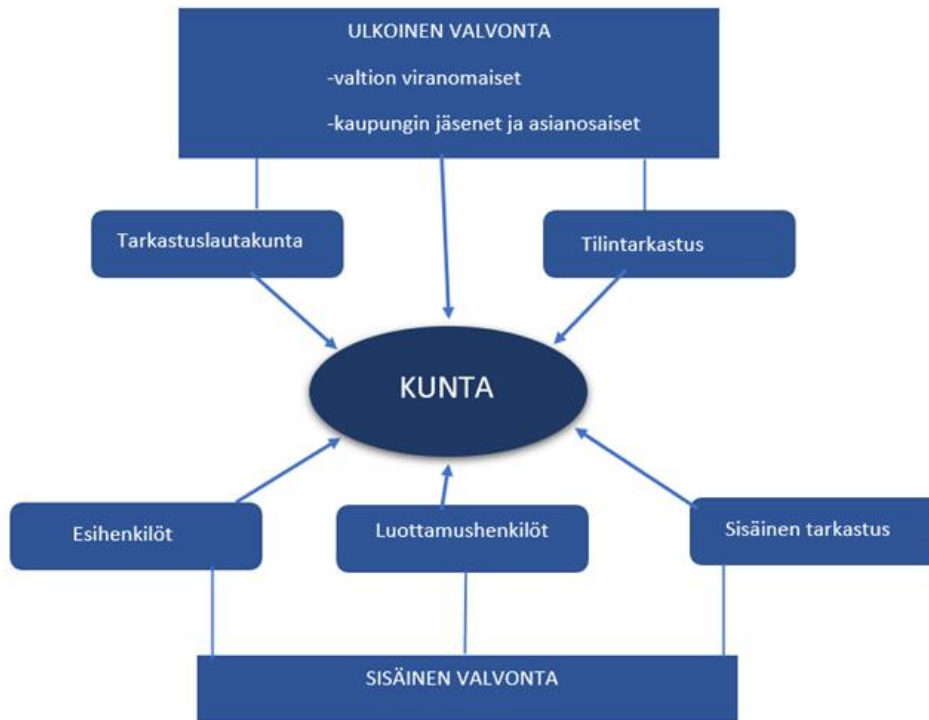 ULKOINEN VALVONTA
-valtion viranomaiset
-kaupungin jäsenet ja asianosaiset
Tarkastuslautakunta
Tilintarkastus
KUNTA
Esihenkilöt
Luottamushenkilöt
Sisäinen tarkastus
SISÄINEN VALVONTA